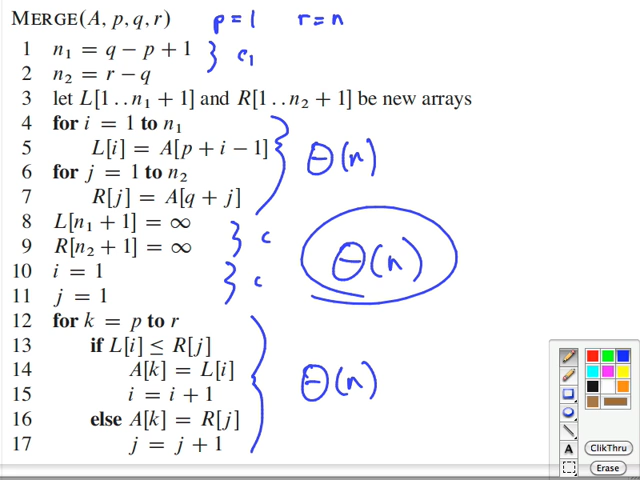 MERGE(A, p, q, r) p = 1 r = n
1 n₁ = q − p + 1 } c₁
2 n₂ = r − q
3 let L[1 . . n₁ + 1] and R[1 . . n₂ + 1] be new arrays
4 for i = 1 to n₁
5 L[i] = A[p + i − 1] } Θ(n)
6 for j = 1 to n₂
7 R[j] = A[q + j]
8 L[n₁ + 1] = ∞
9 R[n₂ + 1] = ∞ } c
Θ(n)
10 i = 1
11 j = 1 } c
12 for k = p to r
13 if L[i] ≤ R[j]
14 A[k] = L[i]
15 i = i + 1 } Θ(n)
16 else A[k] = R[j]
17 j = j + 1
A
ClikThru
Erase